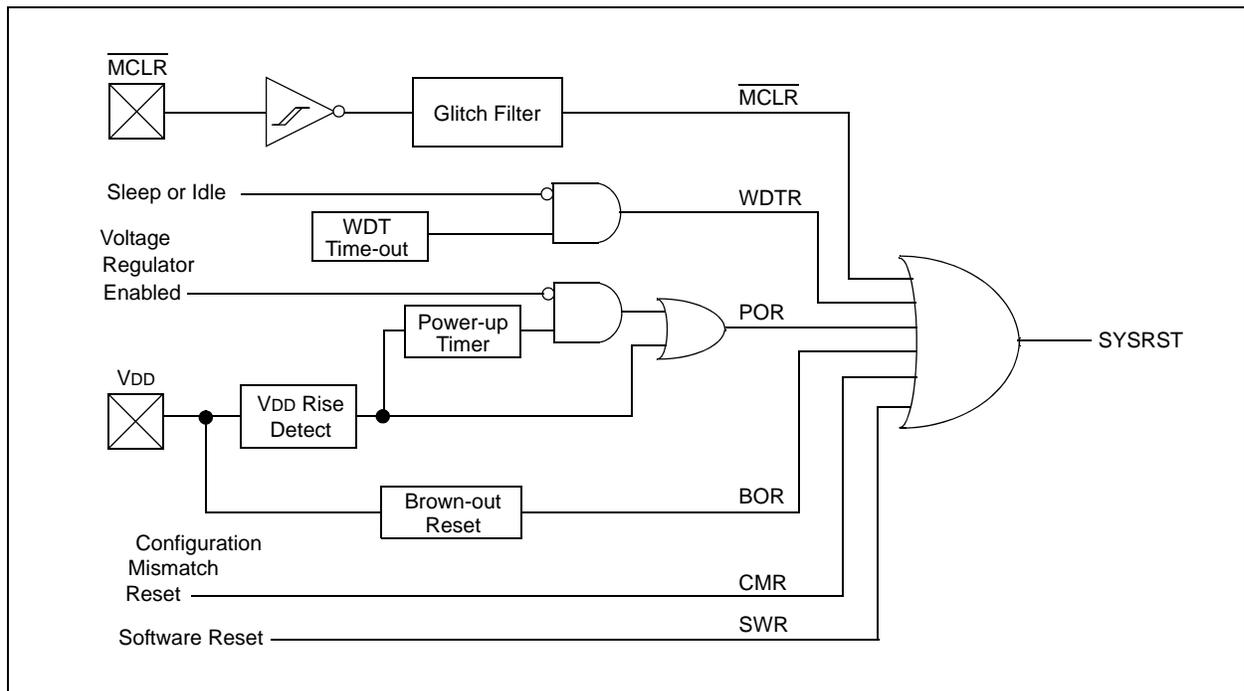 MCLR
Glitch Filter
MCLR
Sleep or Idle
WDTR
WDT
Time-out
Voltage
Regulator
Enabled
Power-up
Timer
POR
SYSRST
VDD
VDD Rise
Detect
Brown-out
Reset
BOR
Configuration
Mismatch
Reset
CMR
Software Reset
SWR